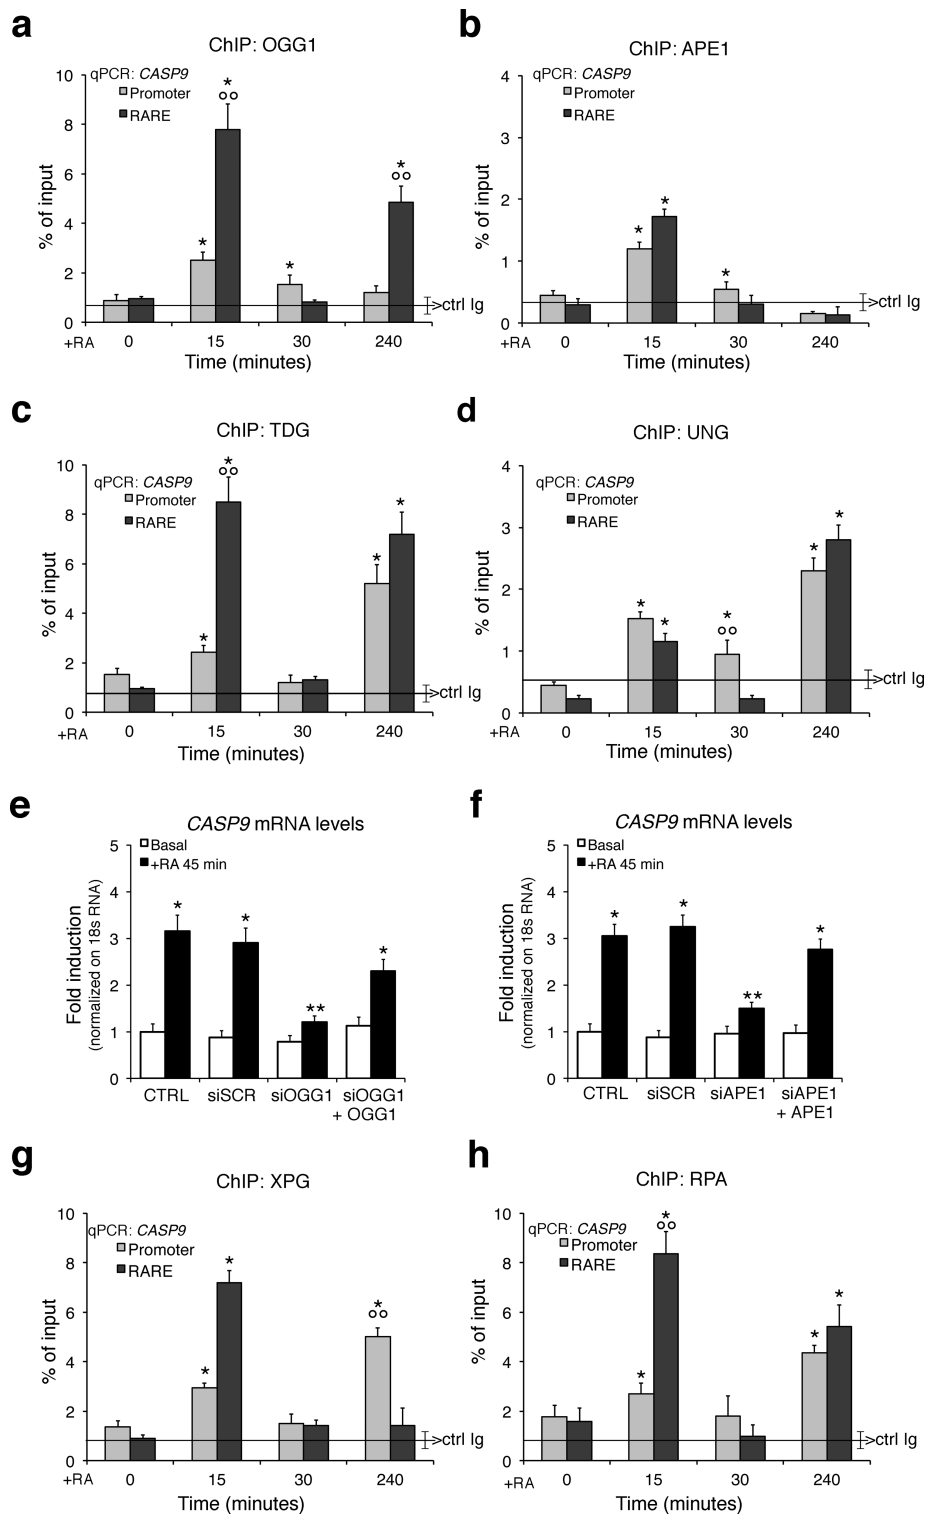 a
ChIP: OGG1
qPCR: CASP9
Promoter
RARE
% of input
10
8
6
4
2
0
*
°°
*
*
*
°°
>ctrl Ig
+RA 0 15 30 240
Time (minutes)
b
ChIP: APE1
qPCR: CASP9
Promoter
RARE
% of input
4
3
2
1
0
*
*
*
>ctrl Ig
+RA 0 15 30 240
Time (minutes)
c
ChIP: TDG
qPCR: CASP9
Promoter
RARE
% of input
10
8
6
4
2
0
*
*
°°
*
*
>ctrl Ig
+RA 0 15 30 240
Time (minutes)
d
ChIP: UNG
qPCR: CASP9
Promoter
RARE
% of input
4
3
2
1
0
*
*
*
°°
*
*
>ctrl Ig
+RA 0 15 30 240
Time (minutes)
e
CASP9 mRNA levels
Basal
+RA 45 min
Fold induction
(normalized on 18s RNA)
5
4
3
2
1
0
*
*
**
*
CTRL siSCR siOGG1 siOGG1
+ OGG1
f
CASP9 mRNA levels
Basal
+RA 45 min
Fold induction
(normalized on 18s RNA)
5
4
3
2
1
0
*
*
**
*
CTRL siSCR siAPE1 siAPE1
+ APE1
g
ChIP: XPG
qPCR: CASP9
Promoter
RARE
% of input
10
8
6
4
2
0
*
*
*
°°
>ctrl Ig
+RA 0 15 30 240
Time (minutes)
h
ChIP: RPA
qPCR: CASP9
Promoter
RARE
% of input
10
8
6
4
2
0
*
*
°°
*
*
>ctrl Ig
+RA 0 15 30 240
Time (minutes)